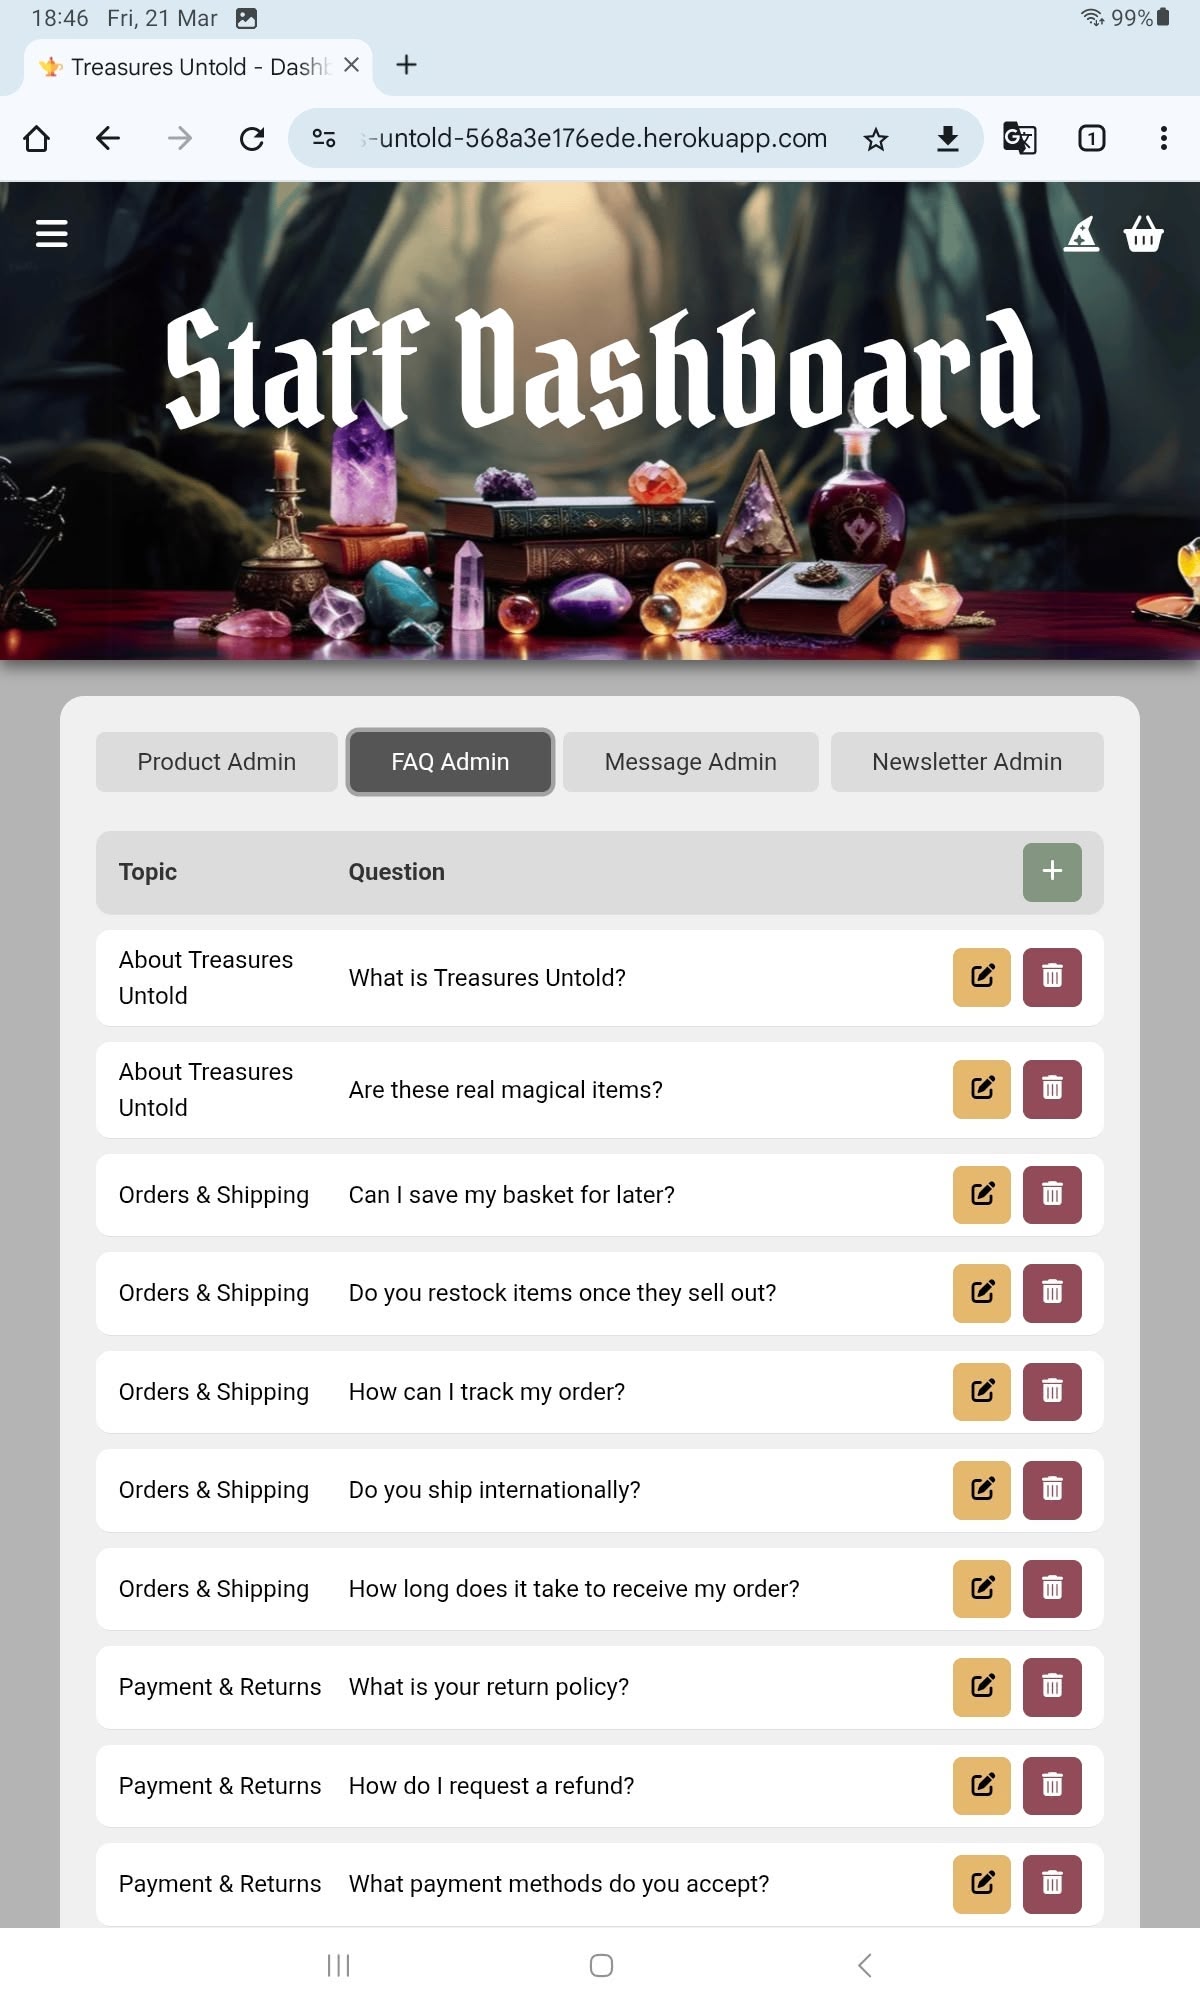 18:46 Fri, 21 Mar 99%
Treasures Untold - Dashb
-untold-568a3e176ede.herokuapp.com
1
Staff Dashboard
Product Admin FAQ Admin Message Admin Newsletter Admin
Topic Question
About Treasures
Untold
What is Treasures Untold?
About Treasures
Untold
Are these real magical items?
Orders & Shipping Can I save my basket for later?
Orders & Shipping Do you restock items once they sell out?
Orders & Shipping How can I track my order?
Orders & Shipping Do you ship internationally?
Orders & Shipping How long does it take to receive my order?
Payment & Returns What is your return policy?
Payment & Returns How do I request a refund?
Payment & Returns What payment methods do you accept?